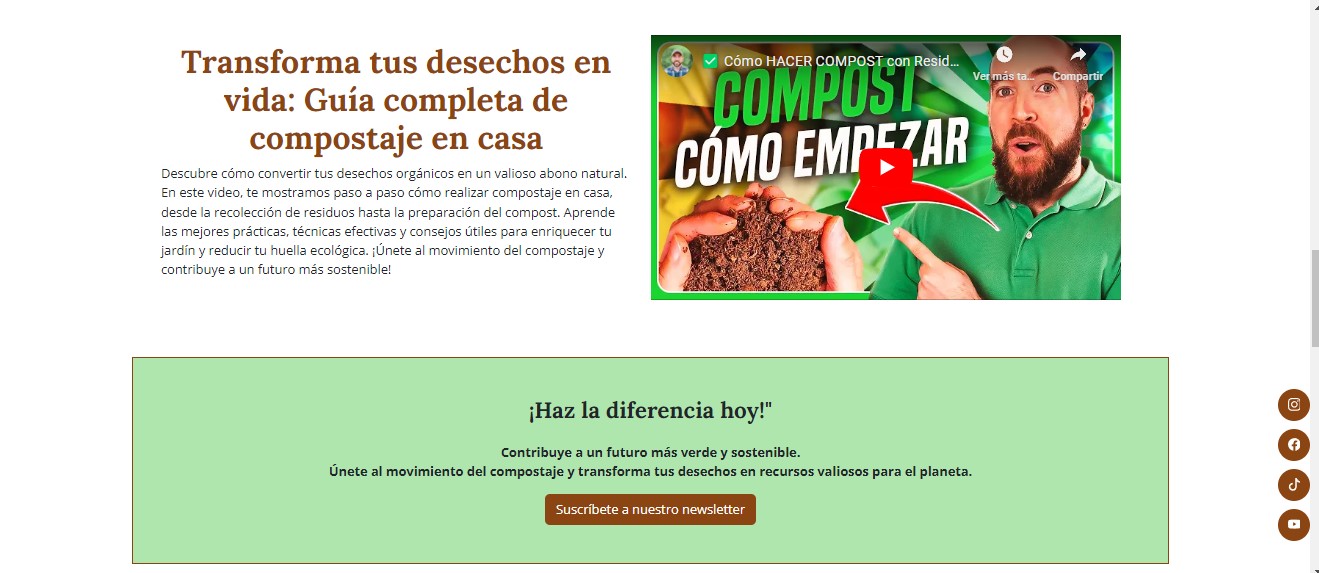 Transforma tus desechos en
vida: Guía completa de
compostaje en casa
Descubre cómo convertir tus desechos orgánicos en un valioso abono natural.
En este video, te mostramos paso a paso cómo realizar compostaje en casa,
desde la recolección de residuos hasta la preparación del compost. Aprende
las mejores prácticas, técnicas efectivas y consejos útiles para enriquecer tu
jardín y reducir tu huella ecológica. ¡Únete al movimiento del compostaje y
contribuye a un futuro más sostenible!
Cómo HACER COMPOST con Resid...
Ver más ta...
Compartir
COMPOST
CÓMO EMPEZAR
¡Haz la diferencia hoy!"
Contribuye a un futuro más verde y sostenible.
Únete al movimiento del compostaje y transforma tus desechos en recursos valiosos para el planeta.
Suscríbete a nuestro newsletter